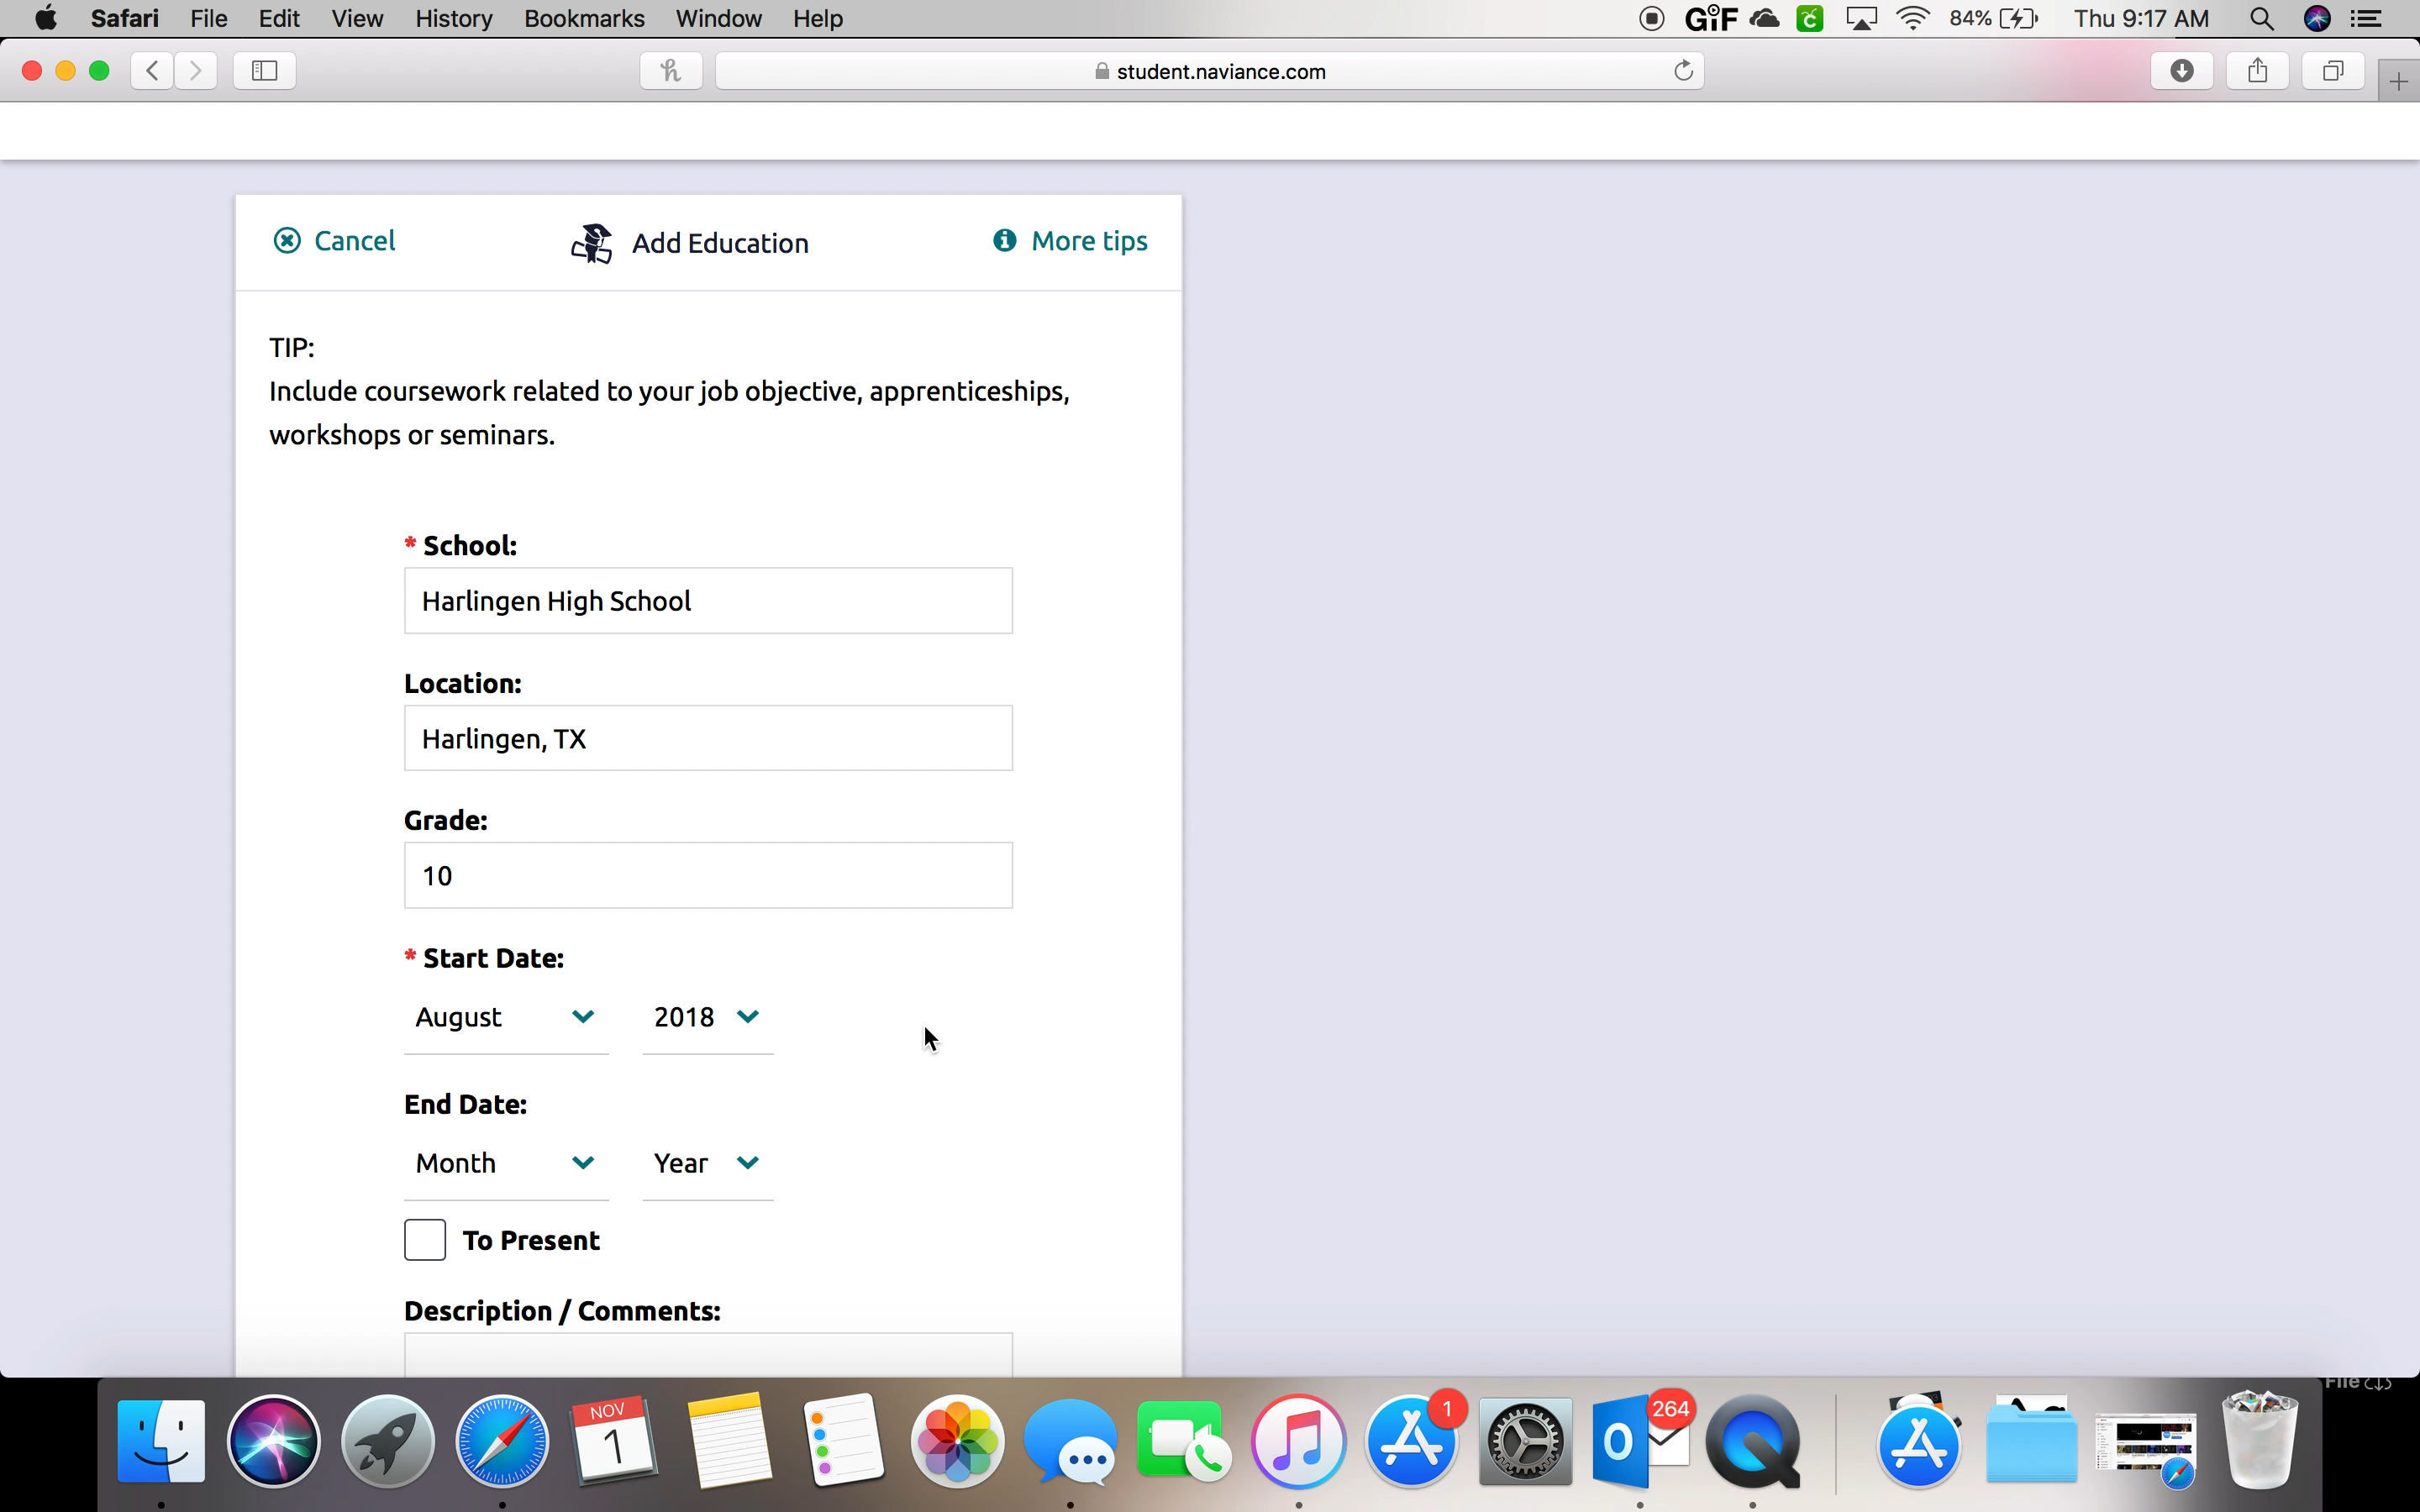 Safari File Edit View History Bookmarks Window Help GIF 84% Thu 9:17 AM
student.naviance.com
Cancel Add Education More tips
TIP:
Include coursework related to your job objective, apprenticeships,
workshops or seminars.
* School:
Harlingen High School
Location:
Harlingen, TX
Grade:
10
* Start Date:
August 2018
End Date:
Month Year
To Present
Description / Comments:
NOV
1
1
264